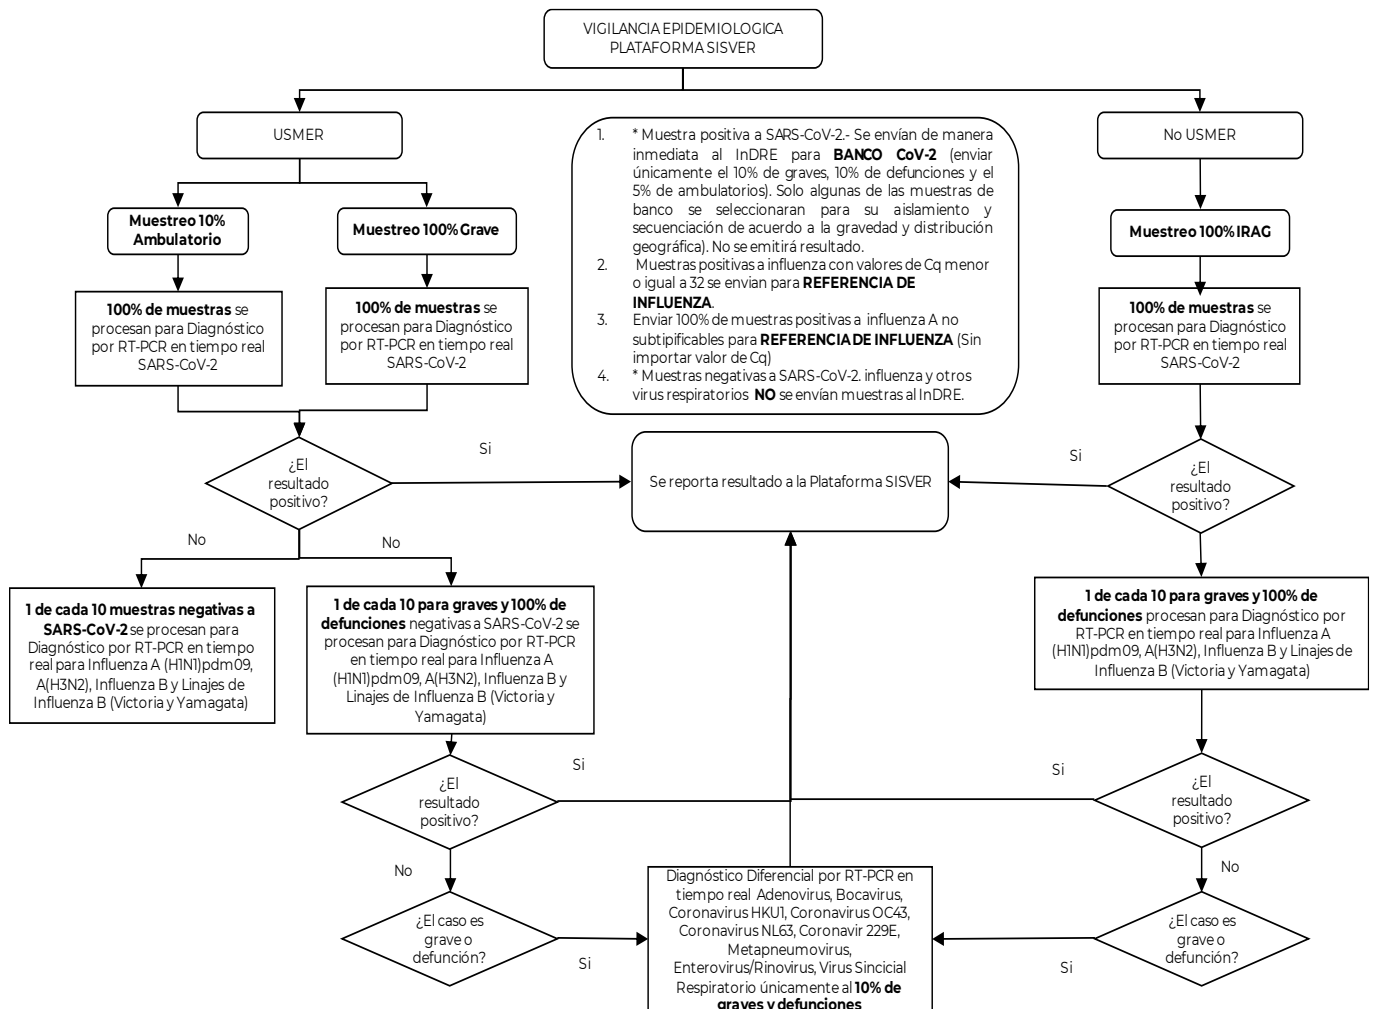 VIGILANCIA EPIDEMIOLOGICA
PLATAFORMA SISVER
USMER
No USMER
Muestreo 10%
Ambulatorio
Muestreo 100% Grave
Muestreo 100% IRAG
100% de muestras se
procesan para Diagnóstico
por RT-PCR en tiempo real
SARS-CoV-2
100% de muestras se
procesan para Diagnóstico
por RT-PCR en tiempo real
SARS-CoV-2
1. * Muestra positiva a SARS-CoV-2.- Se envían de manera
inmediata al InDRE para BANCO CoV-2 (enviar
únicamente el 10% de graves, 10% de defunciones y el
5% de ambulatorios). Solo algunas de las muestras de
banco se seleccionaran para su aislamiento y
secuenciación de acuerdo a la gravedad y distribución
geográfica). No se emitirá resultado.
2. Muestras positivas a influenza con valores de Cq menor
o igual a 32 se envian para REFERENCIA DE
INFLUENZA.
3. Enviar 100% de muestras positivas a influenza A no
subtipificables para REFERENCIA DE INFLUENZA (Sin
importar valor de Cq)
4. * Muestras negativas a SARS-CoV-2. influenza y otros
virus respiratorios NO se envían muestras al InDRE.
100% de muestras se
procesan para Diagnóstico
por RT-PCR en tiempo real
SARS-CoV-2
¿El
resultado
positivo?
Si
Se reporta resultado a la Plataforma SISVER
Si
¿El
resultado
positivo?
No
No
1 de cada 10 muestras negativas a
SARS-CoV-2 se procesan para
Diagnóstico por RT-PCR en tiempo
real para Influenza A (H1N1)pdm09,
A(H3N2), Influenza B y Linajes de
Influenza B (Victoria y Yamagata)
1 de cada 10 para graves y 100% de
defunciones negativas a SARS-CoV-2 se
procesan para Diagnóstico por RT-PCR
en tiempo real para Influenza A
(H1N1)pdm09, A(H3N2), Influenza B y
Linajes de Influenza B (Victoria y
Yamagata)
1 de cada 10 para graves y 100% de
defunciones procesan para Diagnóstico por
RT-PCR en tiempo real para Influenza A
(H1N1)pdm09, A(H3N2), Influenza B y Linajes de
Influenza B (Victoria y Yamagata)
¿El
resultado
positivo?
Si
Si
¿El
resultado
positivo?
No
No
¿El caso es
grave o
defunción?
Si
Diagnóstico Diferencial por RT-PCR en
tiempo real Adenovirus, Bocavirus,
Coronavirus HKU1, Coronavirus OC43,
Coronavirus NL63, Coronavir 229E,
Metapneumovirus,
Enterovirus/Rinovirus, Virus Sincicial
Respiratorio únicamente al 10% de
graves y defunciones
Si
¿El caso es
grave o
defunción?